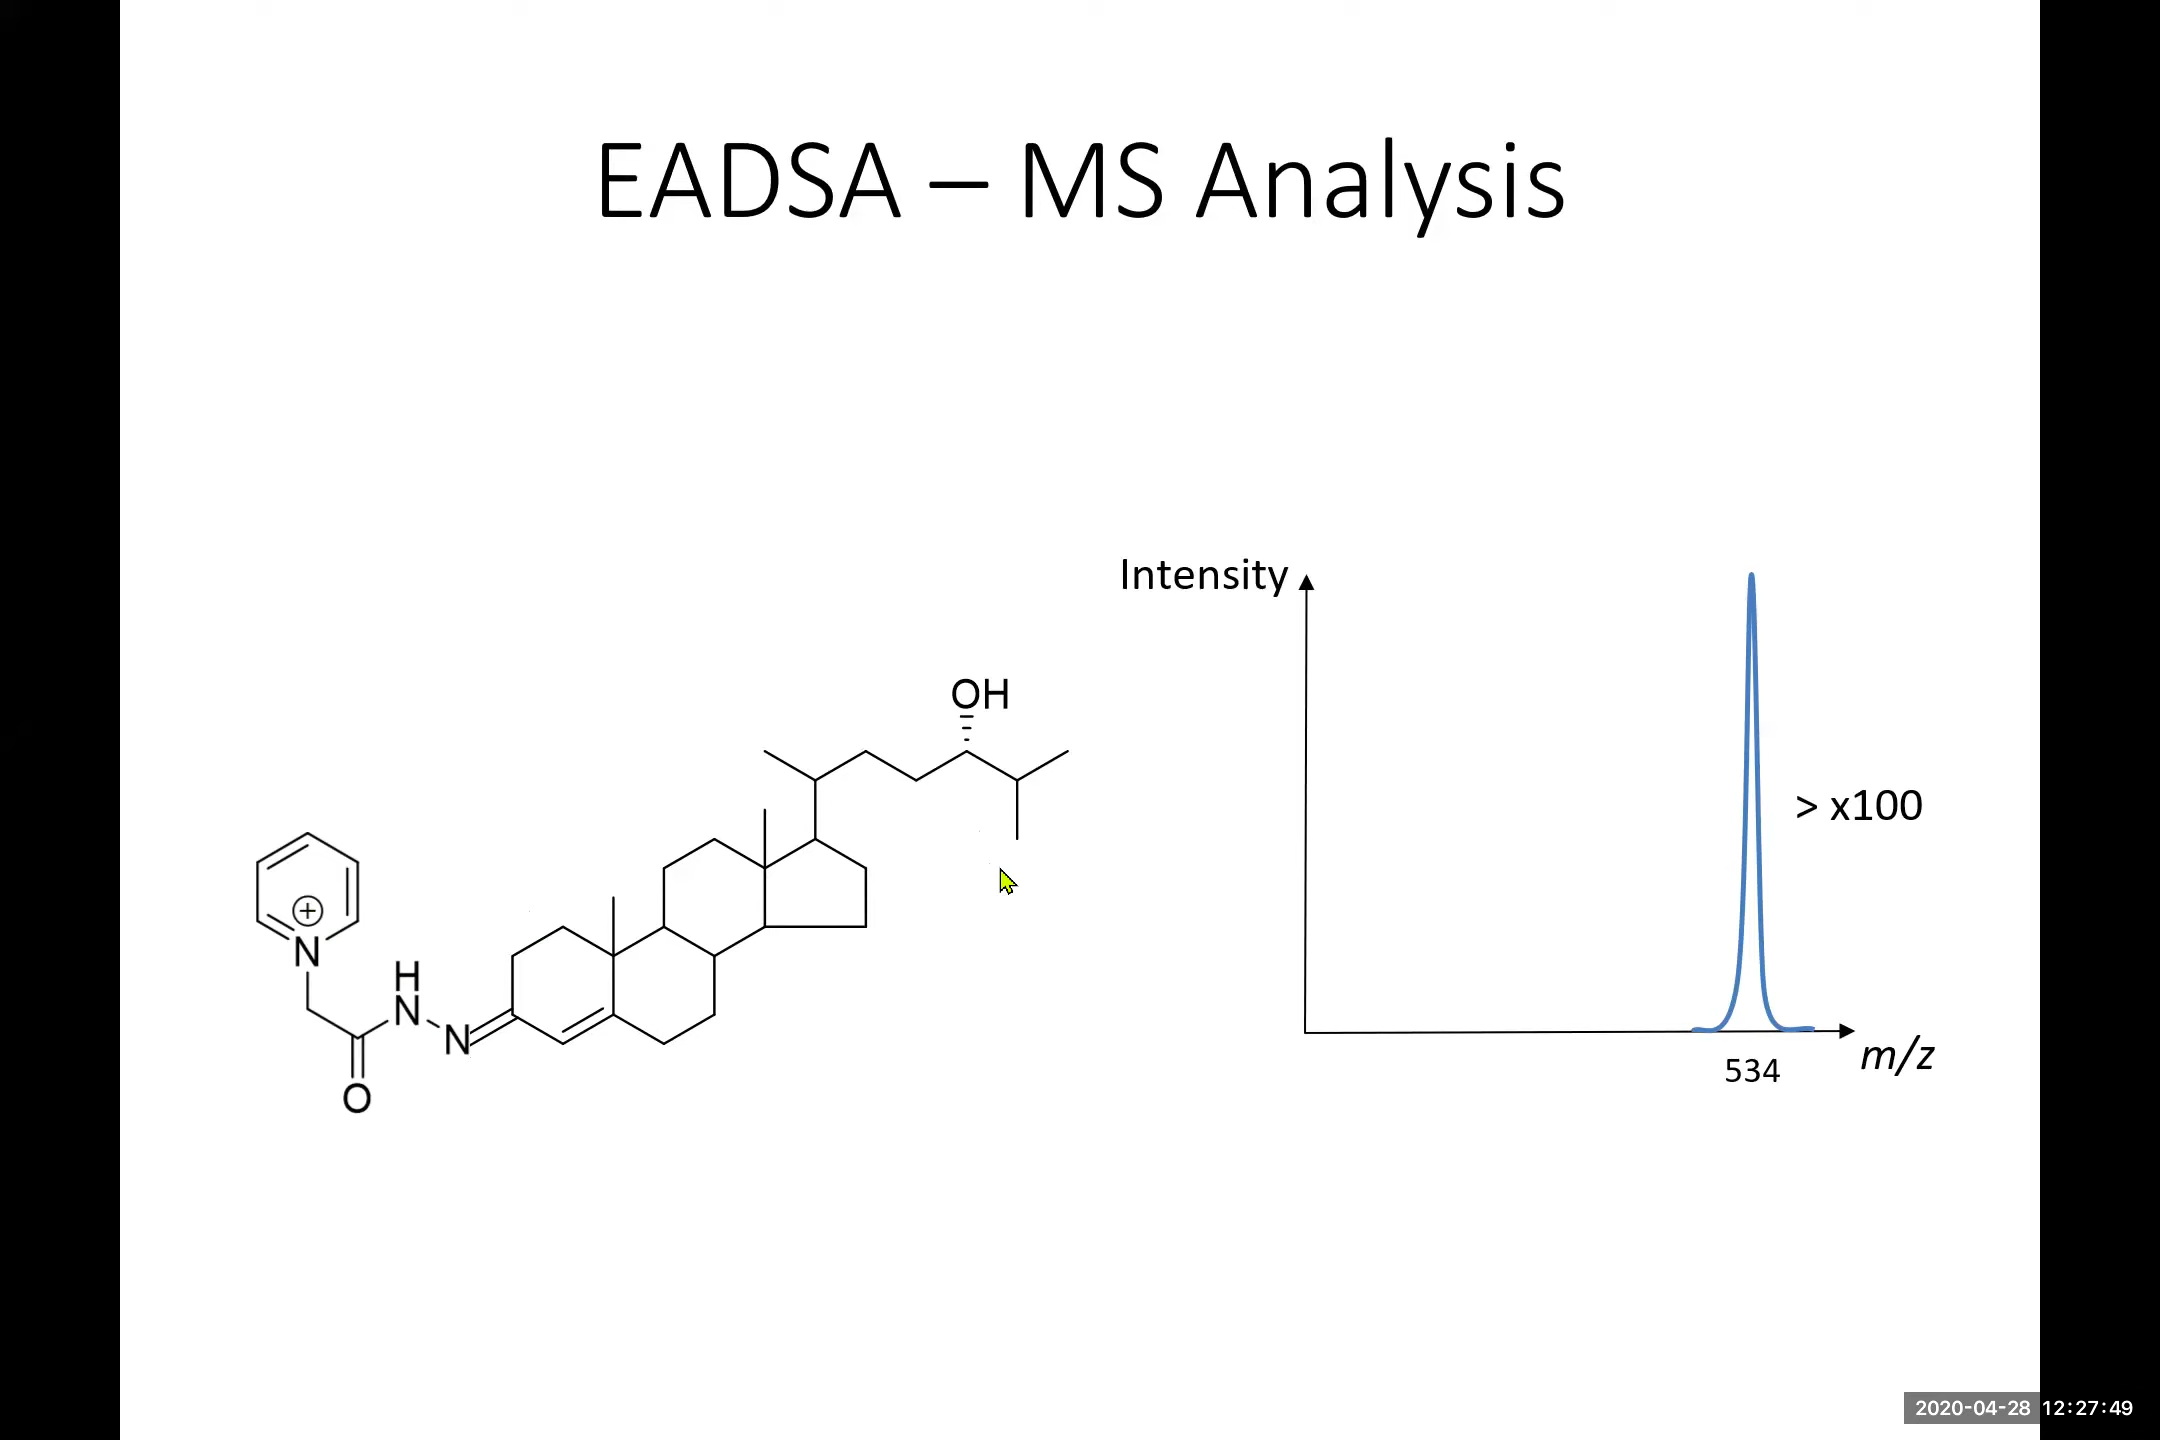 EADSA – MS Analysis
Intensity
OH
> x100
N
H
N
N
O
534
m/z
2020-04-28 12:27:49